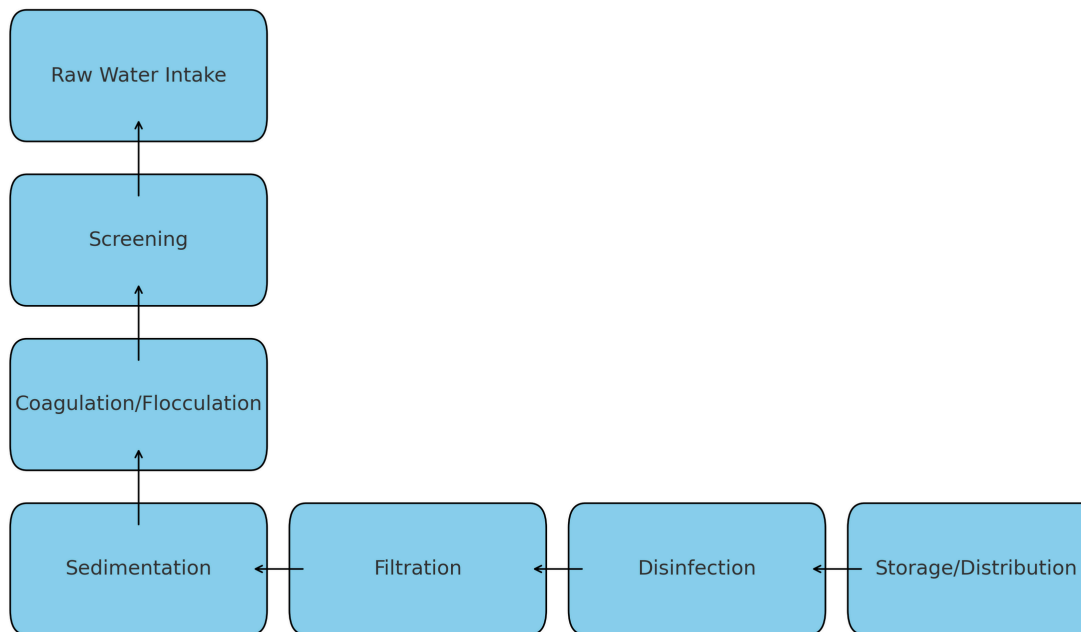 Raw Water Intake
Screening
Coagulation/Flocculation
Sedimentation
Filtration
Disinfection
Storage/Distribution